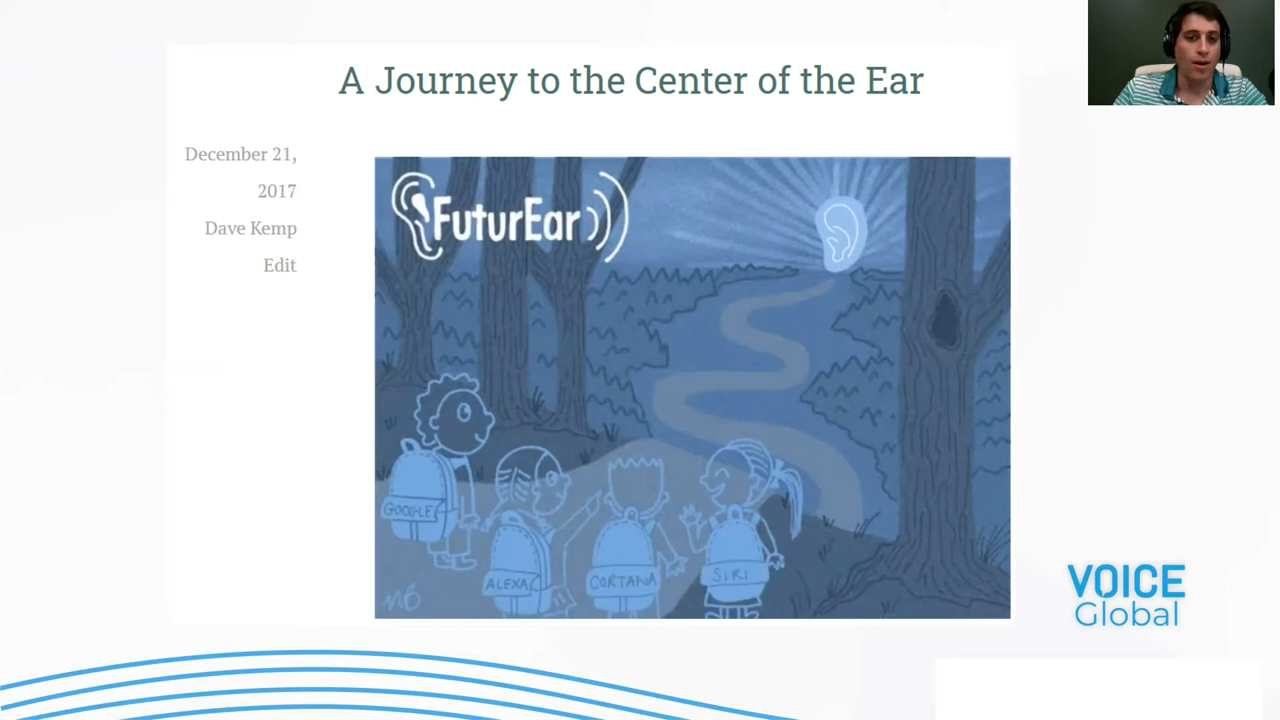 A Journey to the Center of the Ear
December 21,
2017
Dave Kemp
Edit
FuturEar
GOOGLE
ALEXA
CORTANA
SIRI
VOICE
Global